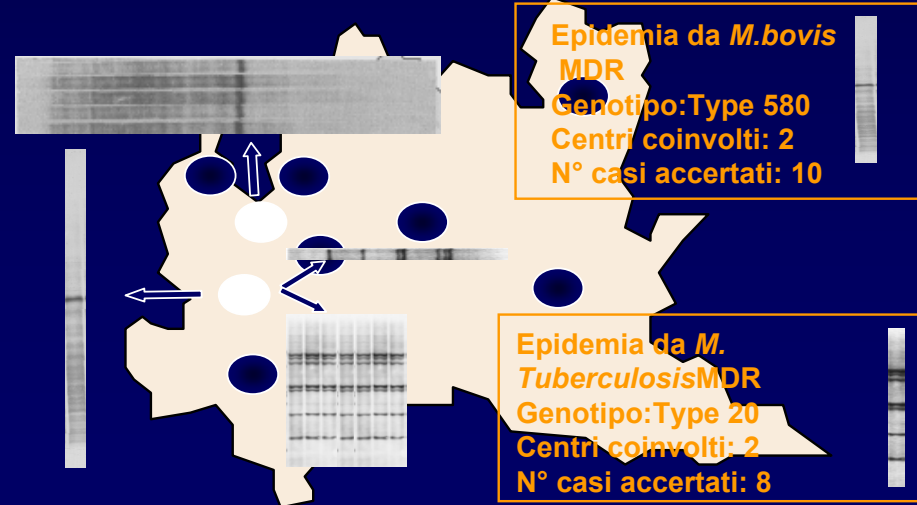 Epidemia da M.bovis
MDR
Genotipo:Type 580
Centri coinvolti: 2
N° casi accertati: 10
Epidemia da M.
TuberculosisMDR
Genotipo:Type 20
Centri coinvolti: 2
N° casi accertati: 8